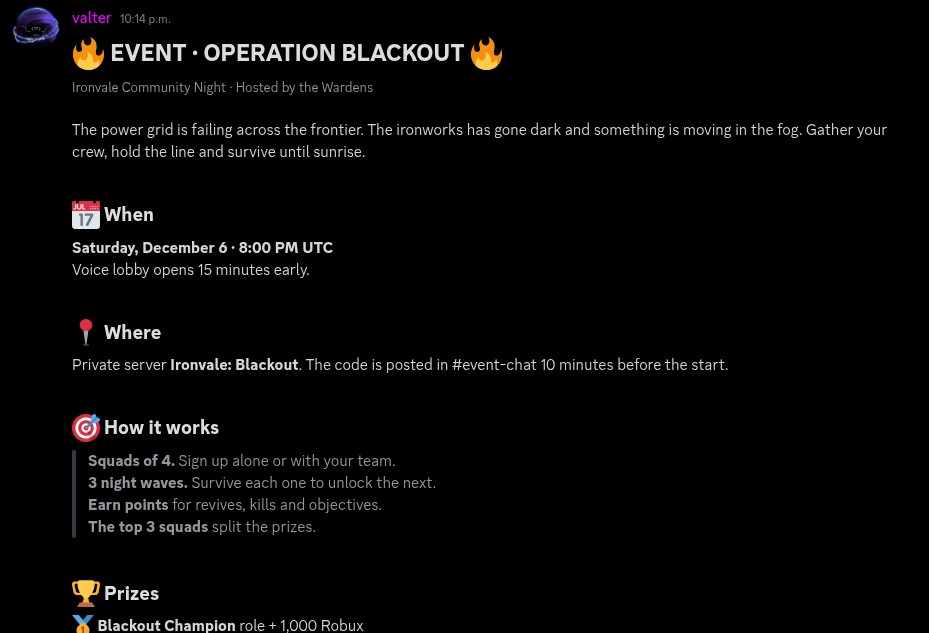 valter 10:14 p.m.
🔥 EVENT · OPERATION BLACKOUT 🔥
Ironvale Community Night · Hosted by the Wardens
The power grid is failing across the frontier. The ironworks has gone dark and something is moving in the fog. Gather your
crew, hold the line and survive until sunrise.
📅 When
Saturday, December 6 · 8:00 PM UTC
Voice lobby opens 15 minutes early.
📍 Where
Private server Ironvale: Blackout. The code is posted in #event-chat 10 minutes before the start.
🎯 How it works
Squads of 4. Sign up alone or with your team.
3 night waves. Survive each one to unlock the next.
Earn points for revives, kills and objectives.
The top 3 squads split the prizes.
🏆 Prizes
🥇 Blackout Champion role + 1,000 Robux